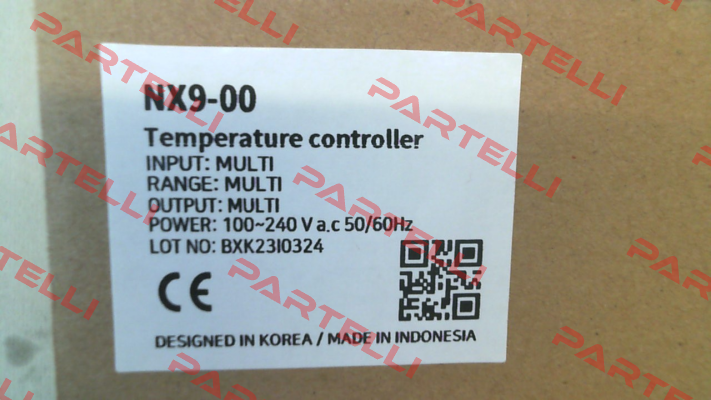 NX9-00
Temperature controller
INPUT: MULTI
RANGE: MULTI
OUTPUT: MULTI
POWER: 100~240 V a.c 50/60Hz
LOT NO: BXK23I0324
CE
DESIGNED IN KOREA / MADE IN INDONESIA
PARTELLI
PARTELLI
PARTELLI
PARTELLI
PARTELLI
PARTELLI
PARTELLI
PARTELLI
PARTELLI